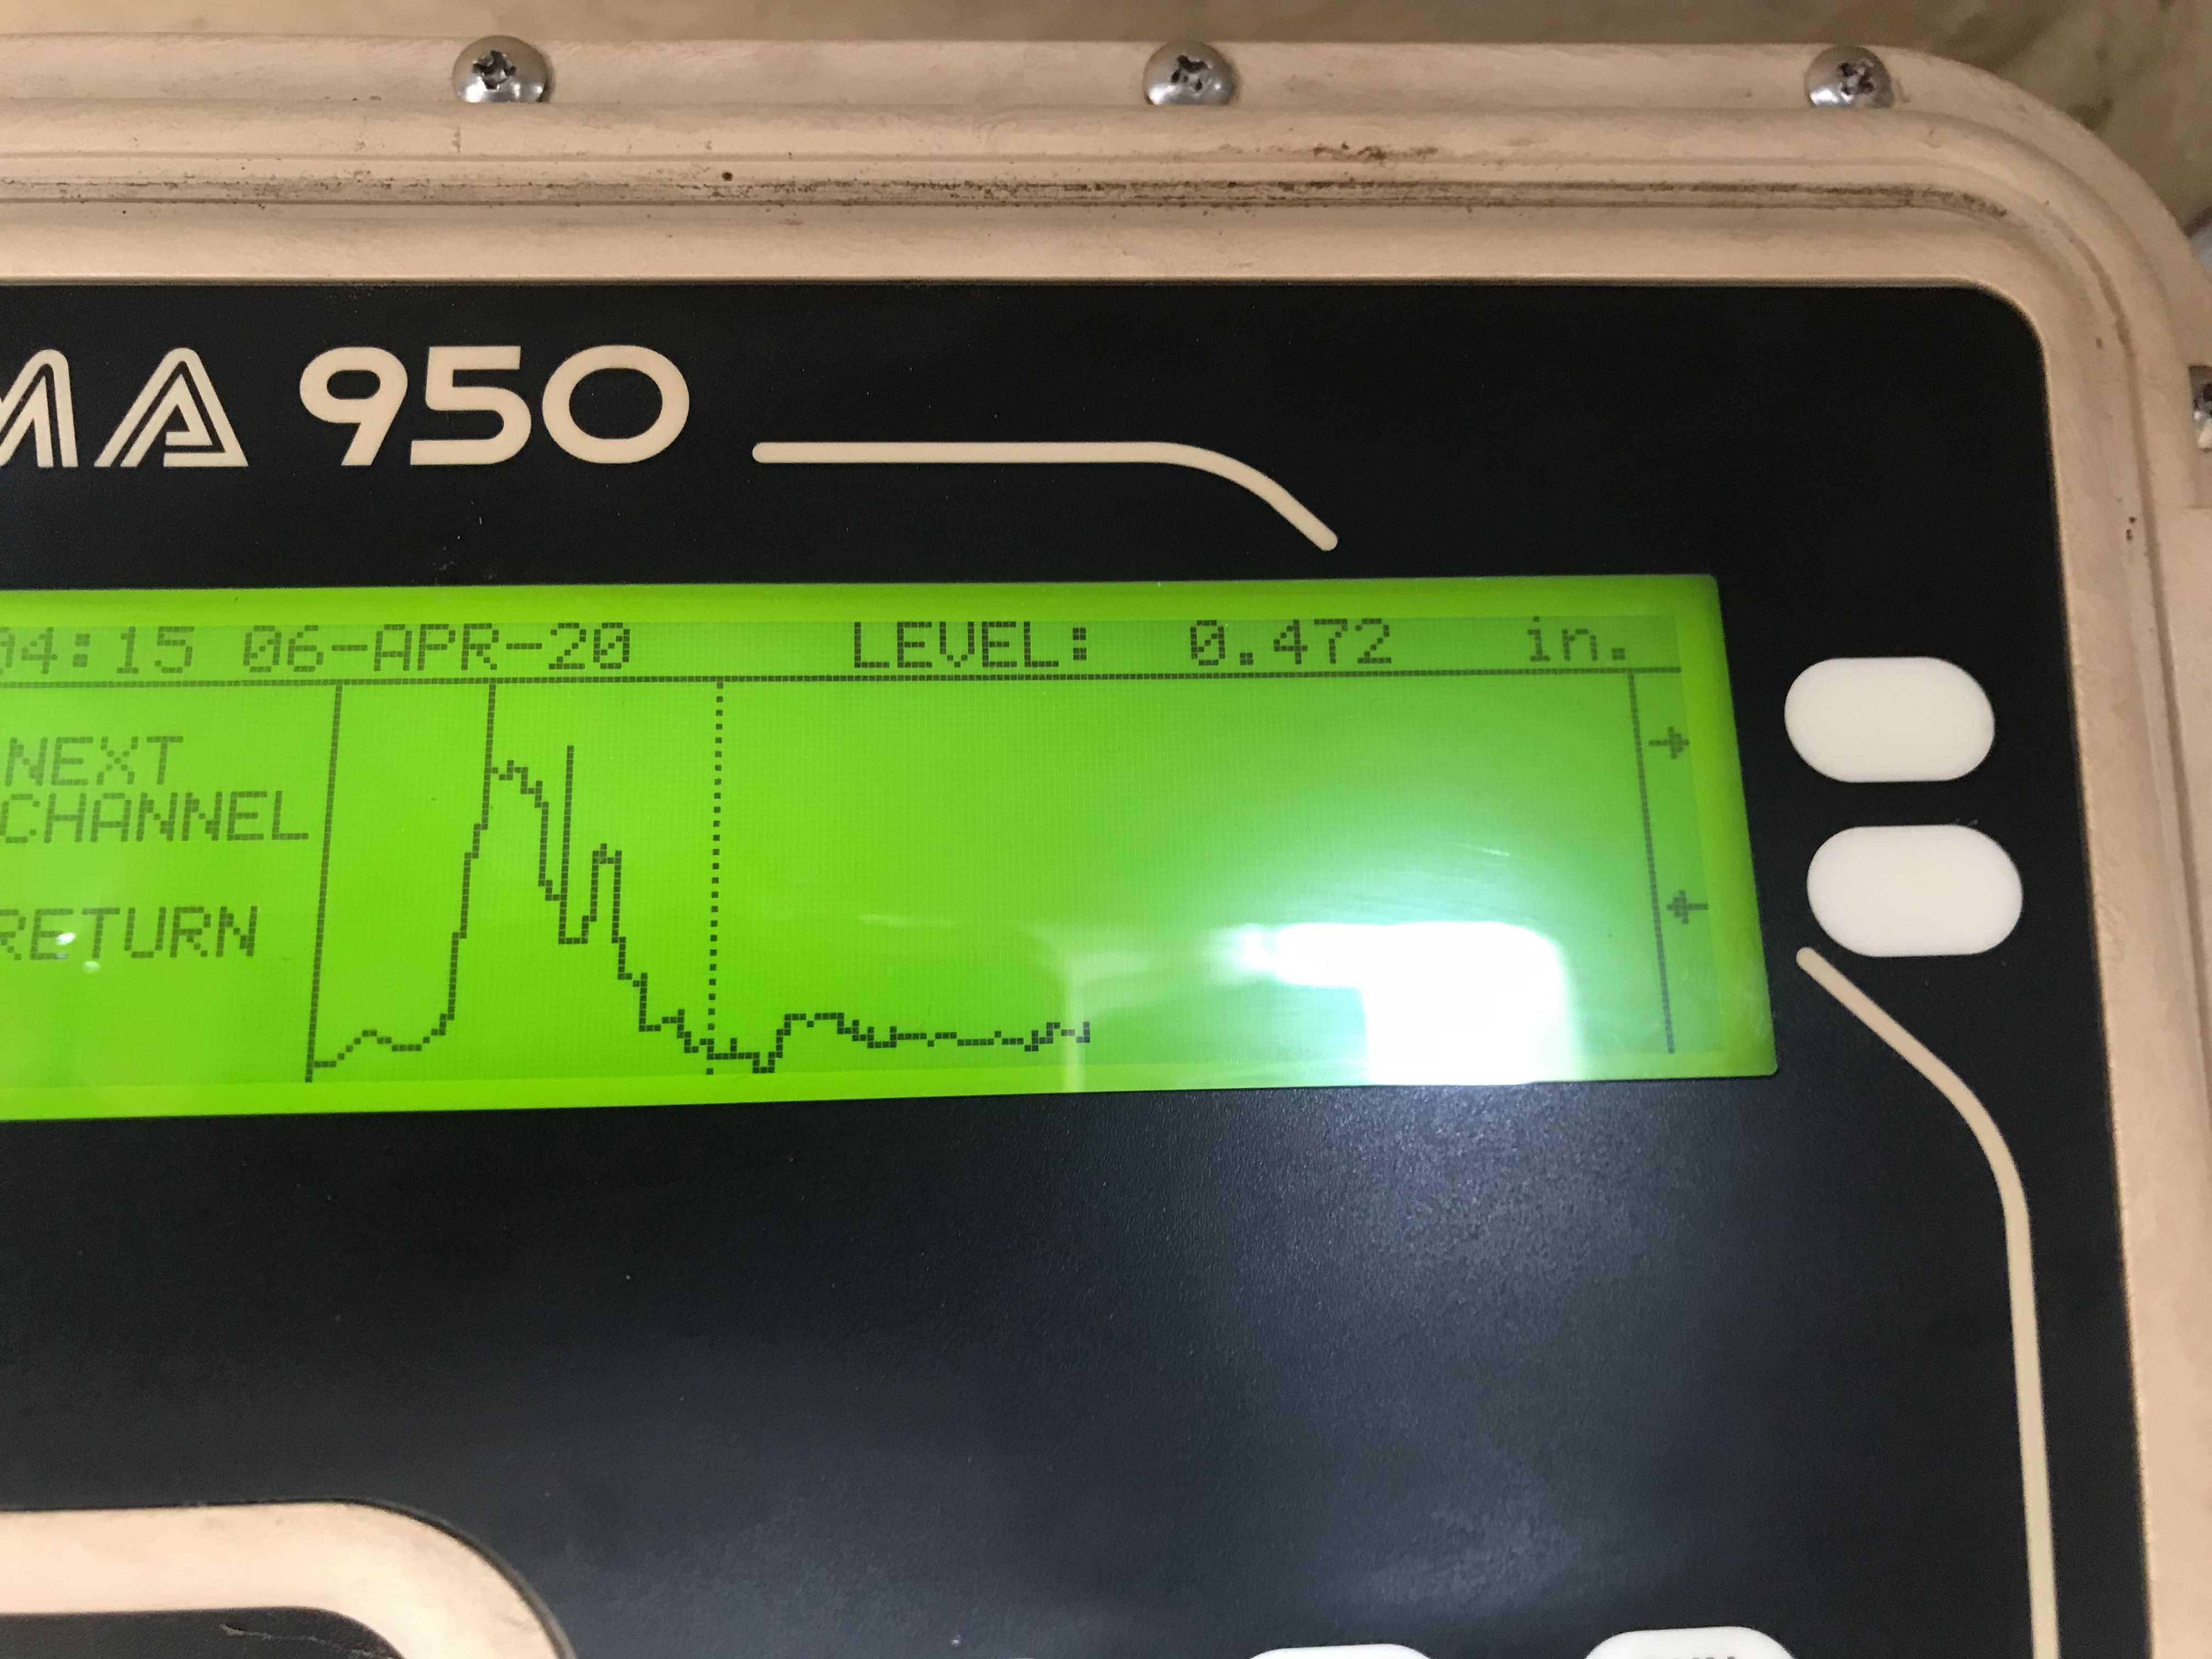 MA 950
04:15 06-APR-20 LEVEL: 0.472 in.
NEXT
CHANNEL
RETURN